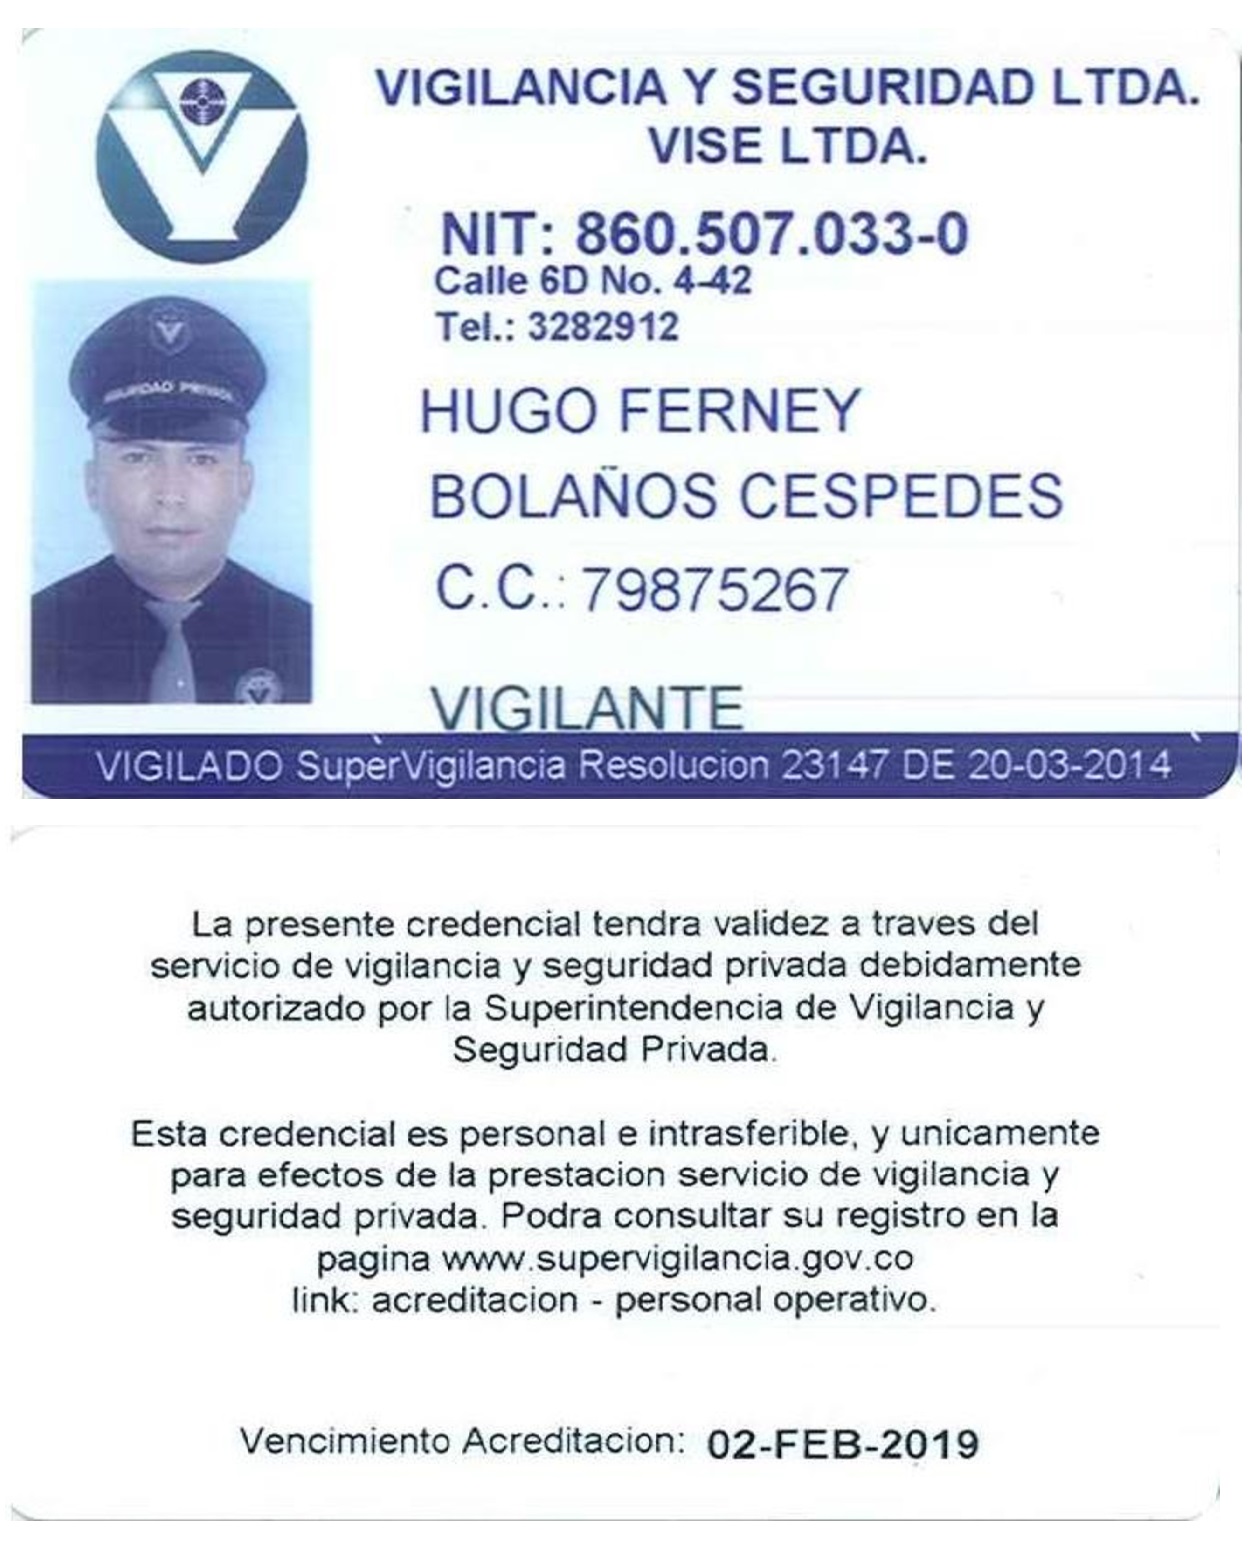 VIGILANCIA Y SEGURIDAD LTDA.
VISE LTDA.
NIT: 860.507.033-0
Calle 6D No. 4-42
Tel.: 3282912
SEGURIDAD PRIVADA
HUGO FERNEY
BOLAÑOS CESPEDES
C.C.: 79875267
VIGILANTE
VIGILADO SuperVigilancia Resolucion 23147 DE 20-03-2014
La presente credencial tendra validez a traves del
servicio de vigilancia y seguridad privada debidamente
autorizado por la Superintendencia de Vigilancia y
Seguridad Privada.
Esta credencial es personal e intrasferible, y unicamente
para efectos de la prestacion servicio de vigilancia y
seguridad privada. Podra consultar su registro en la
pagina www.supervigilancia.gov.co
link: acreditacion - personal operativo.
Vencimiento Acreditacion: 02-FEB-2019